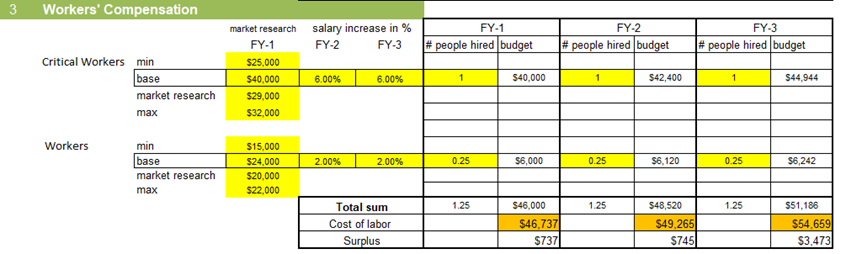 3 Workers' Compensation
market research salary increase in % FY-1 FY-2 FY-3
FY-1 FY-2 FY-3 # people hired budget # people hired budget # people hired budget
Critical Workers min $25,000
base $40,000 6.00% 6.00% 1 $40,000 1 $42,400 1 $44,944
market research $29,000
max $32,000
Workers min $15,000
base $24,000 2.00% 2.00% 0.25 $6,000 0.25 $6,120 0.25 $6,242
market research $20,000
max $22,000
Total sum 1.25 $46,000 1.25 $48,520 1.25 $51,186
Cost of labor $46,737 $49,265 $54,659
Surplus $737 $745 $3,473